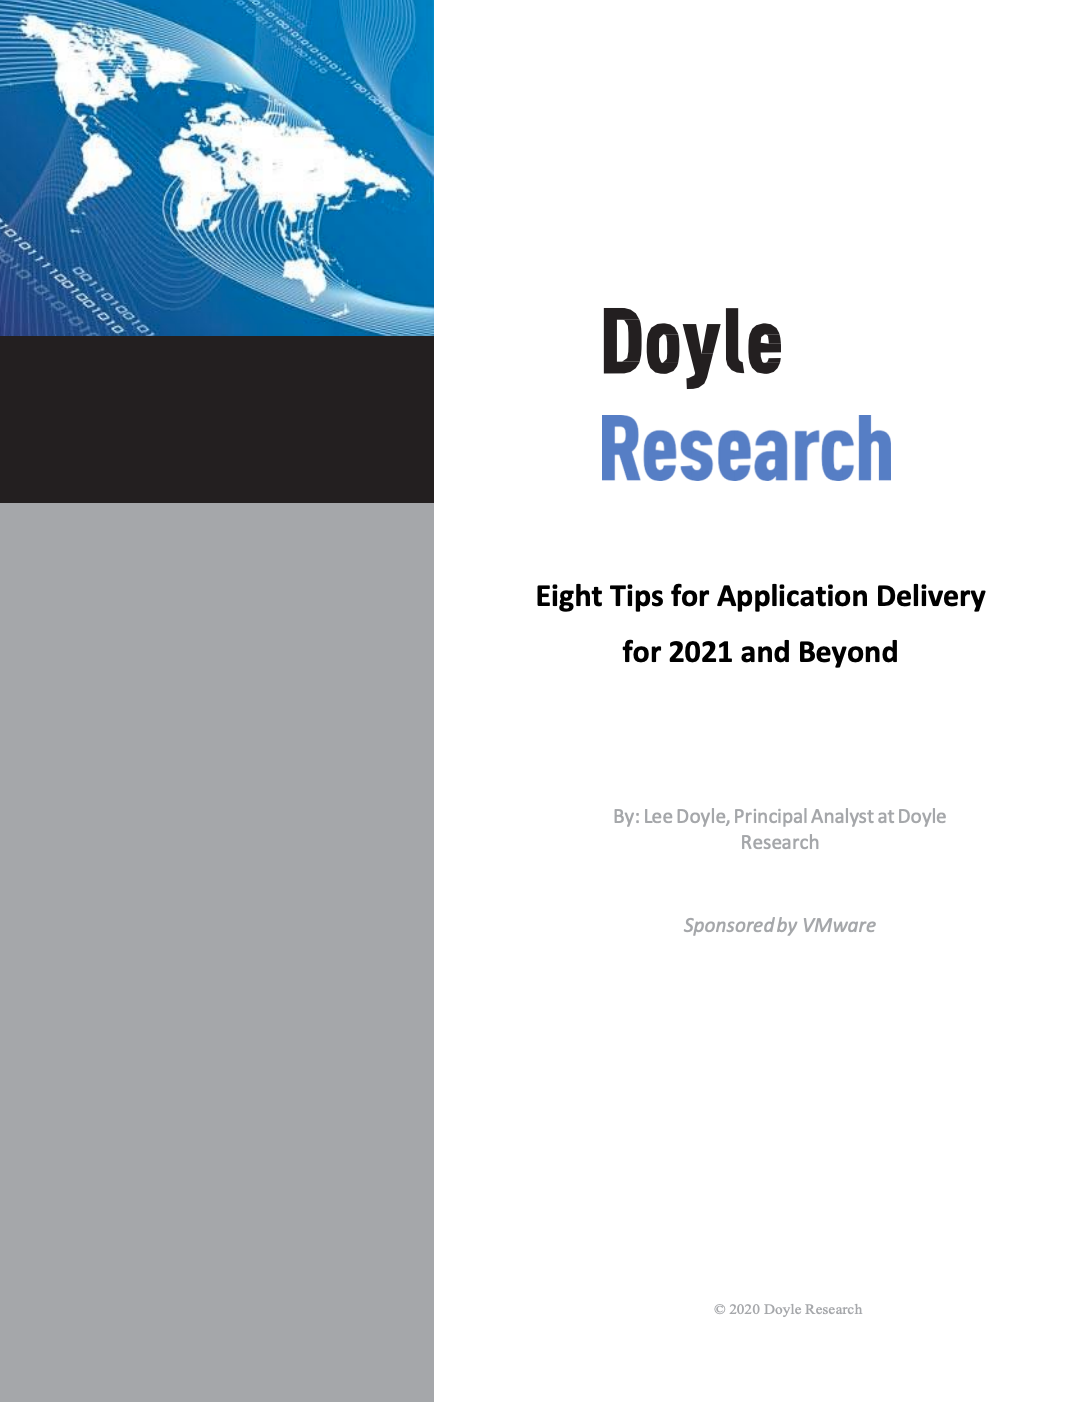 Doyle
Research
Eight Tips for Application Delivery
for 2021 and Beyond
By: Lee Doyle, Principal Analyst at Doyle
Research
Sponsored by VMware
© 2020 Doyle Research